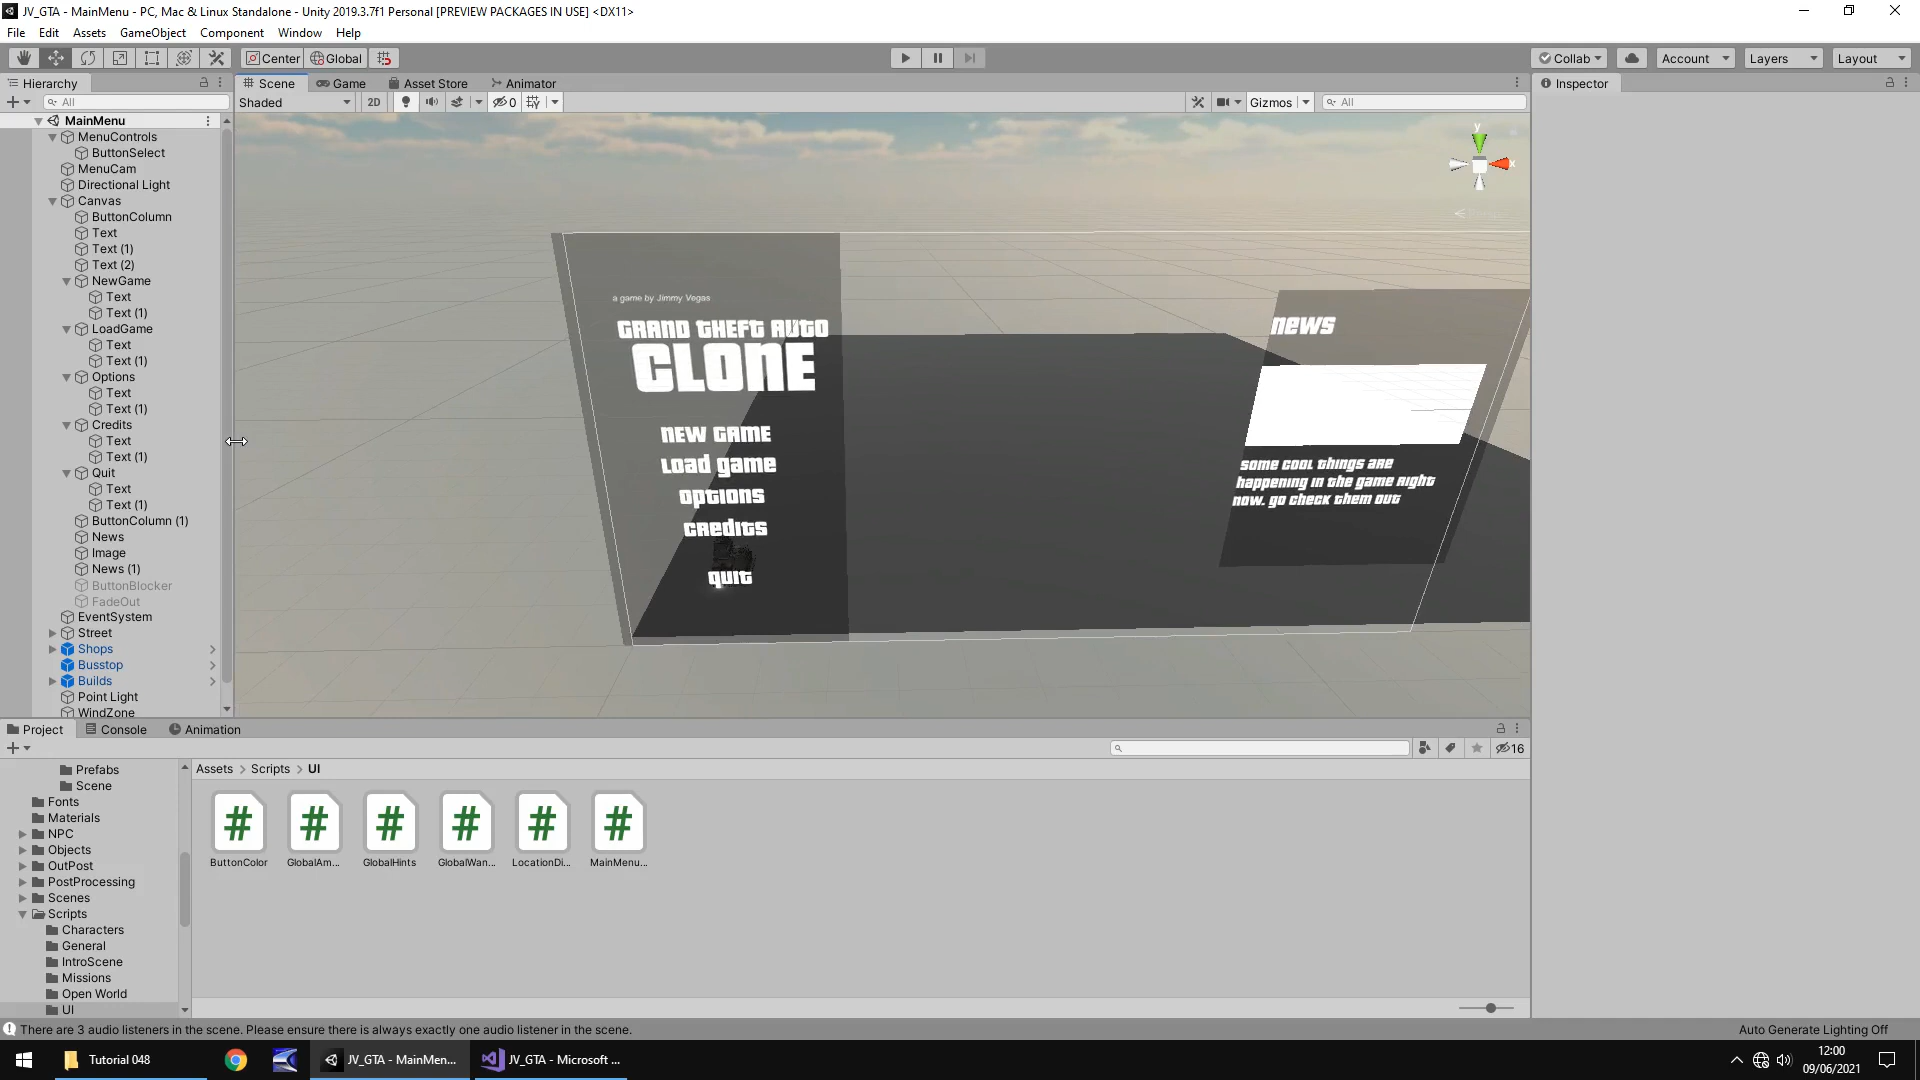 JV_GTA - MainMenu - PC, Mac & Linux Standalone - Unity 2019.3.7f1 Personal [PREVIEW PACKAGES IN USE] <DX11>
File Edit Assets GameObject Component Window Help
Center Global Collab Account Layers Layout
Hierarchy Scene Game Asset Store Animator Inspector
All Shaded 2D 0 Gizmos All
MainMenu
MenuControls
ButtonSelect
MenuCam
Directional Light
Canvas
ButtonColumn
Text
Text (1)
Text (2)
NewGame
Text
Text (1)
LoadGame
Text
Text (1)
Options
Text
Text (1)
Credits
Text
Text (1)
Quit
Text
Text (1)
ButtonColumn (1)
News
Image
News (1)
ButtonBlocker
FadeOut
EventSystem
Street
Shops
Busstop
Builds
Point Light
WindZone
y
x
a game by Jimmy Vegas
GRAND THEFT AUTO
CLONE
NEW GAME
Load game
options
credits
quit
news
some cool things are
happening in the game right
now. go check them out
Project Console Animation
16
Prefabs
Scene
Fonts
Materials
NPC
Objects
OutPost
PostProcessing
Scenes
Scripts
Characters
General
IntroScene
Missions
Open World
UI
Assets > Scripts > UI
ButtonColor GlobalAm... GlobalHints GlobalWan... LocationDi... MainMenu...
There are 3 audio listeners in the scene. Please ensure there is always exactly one audio listener in the scene.
Auto Generate Lighting Off
Tutorial 048 JV_GTA - MainMen... JV_GTA - Microsoft ...
12:00
09/06/2021